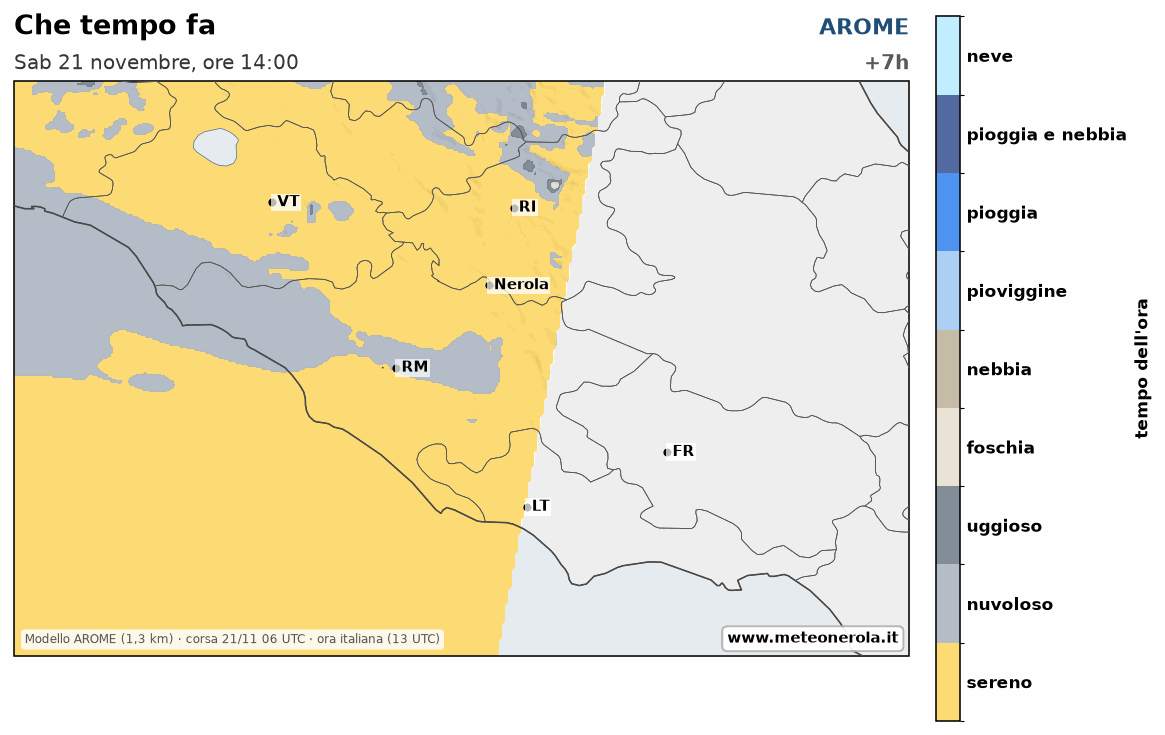 Che tempo fa
AROME
Sab 21 novembre, ore 14:00
+7h
VT
RI
Nerola
RM
FR
LT
Modello AROME (1,3 km) · corsa 21/11 06 UTC · ora italiana (13 UTC)
www.meteonerola.it
neve
pioggia e nebbia
pioggia
pioviggine
nebbia
foschia
uggioso
nuvoloso
sereno
tempo dell'ora